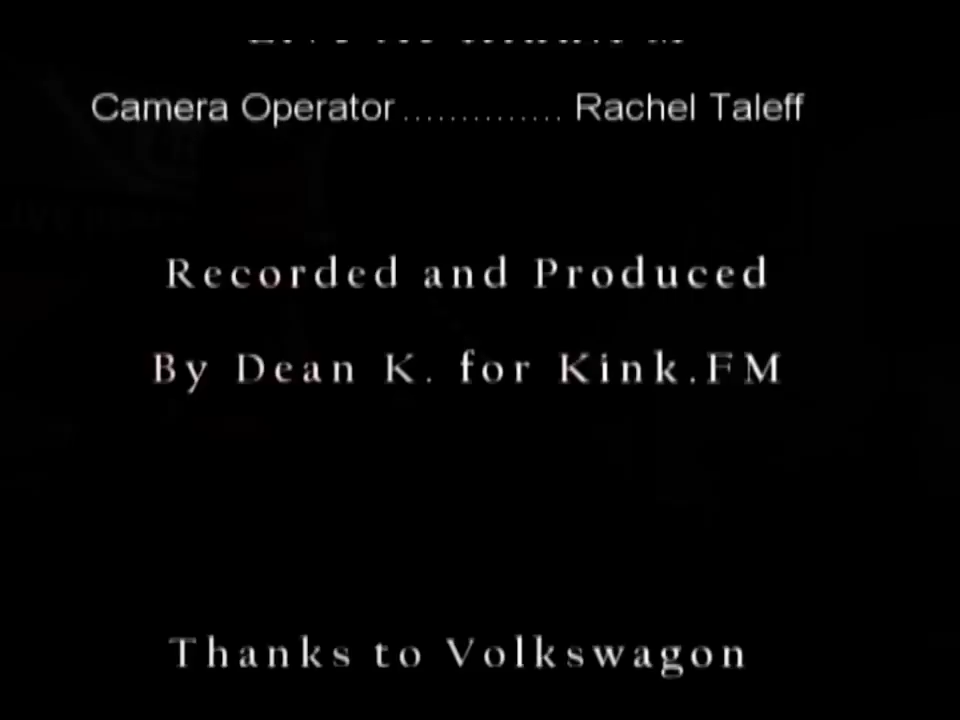 Camera Operator .............. Rachel Taleff
Recorded and Produced
By Dean K. for Kink.FM
Thanks to Volkswagon